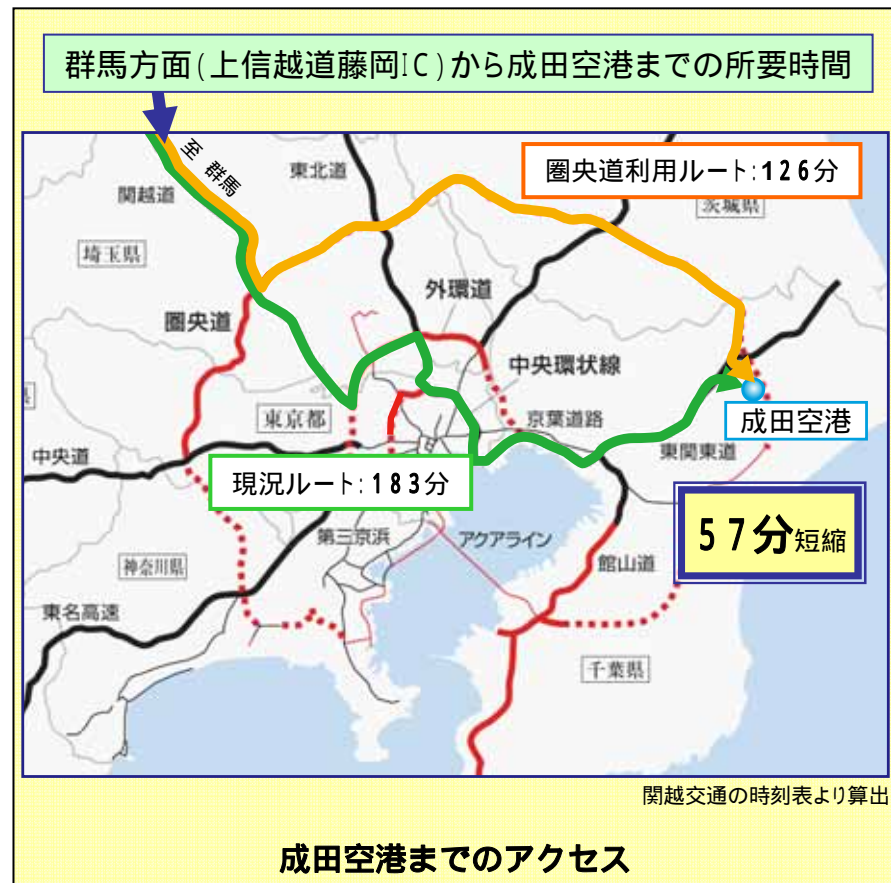 群馬方面(上信越道藤岡IC)から成田空港までの所要時間
至 群馬
東北道
圏央道利用ルート:126分
関越道
茨城県
埼玉県
外環道
圏央道
中央環状線
東京都
京葉道路
成田空港
中央道
東関東道
現況ルート:183分
57分短縮
第三京浜
アクアライン
館山道
神奈川県
東名高速
千葉県
関越交通の時刻表より算出
成田空港までのアクセス